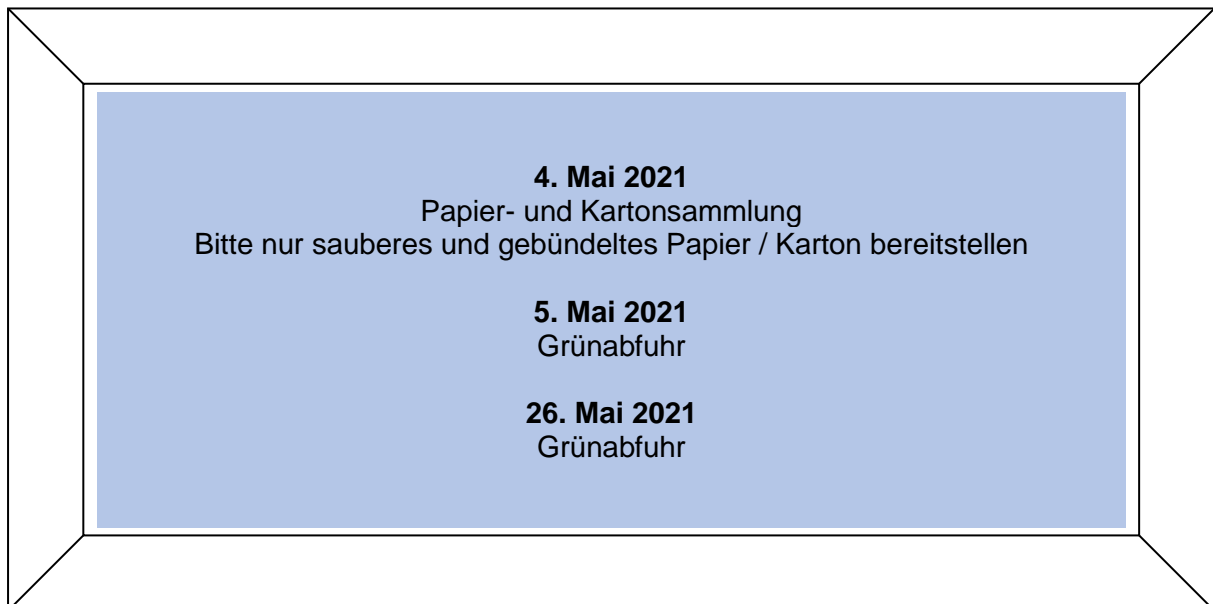 4. Mai 2021
Papier- und Kartonsammlung
Bitte nur sauberes und gebündeltes Papier / Karton bereitstellen
5. Mai 2021
Grünabfuhr
26. Mai 2021
Grünabfuhr